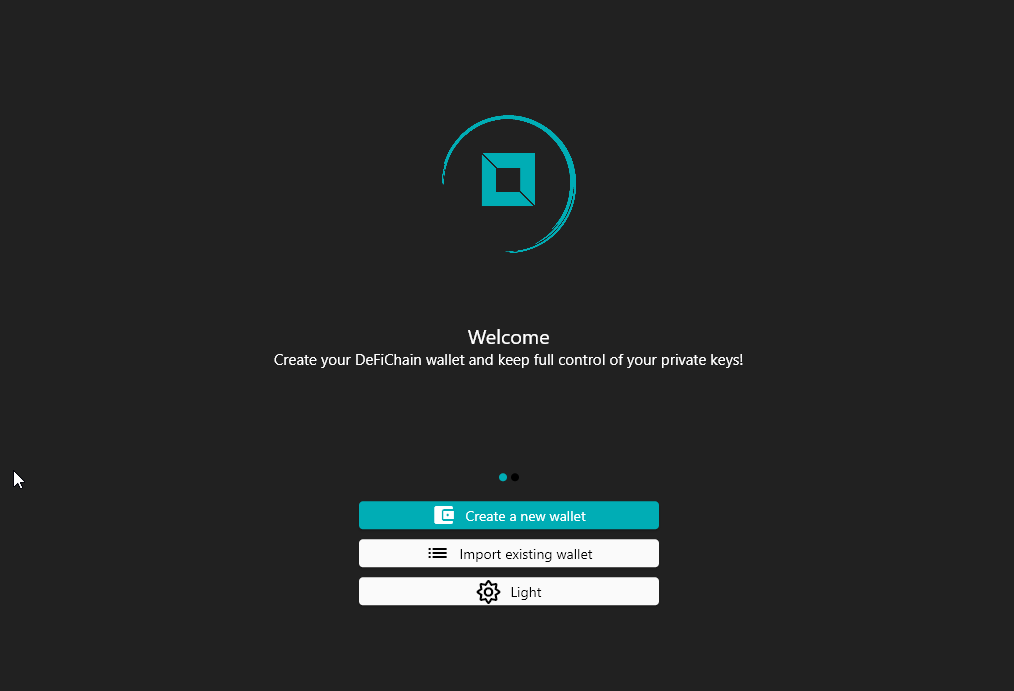 Welcome
Create your DeFiChain wallet and keep full control of your private keys!
Create a new wallet
Import existing wallet
Light